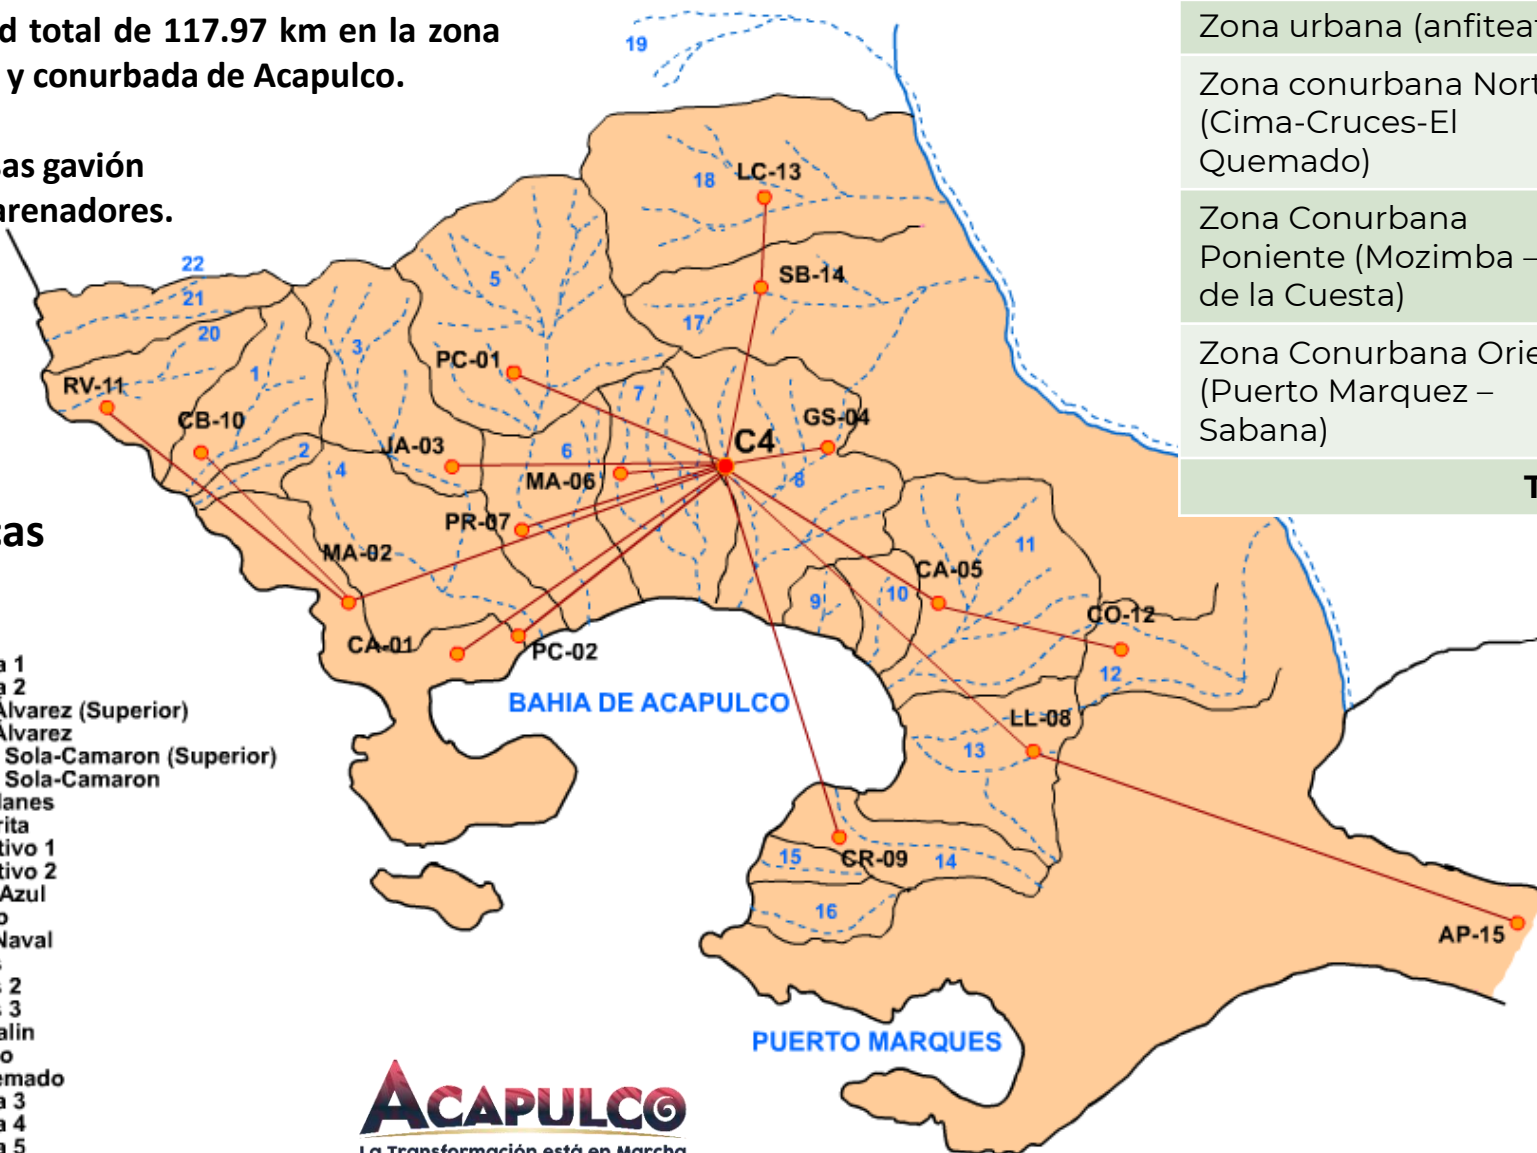 d total de 117.97 km en la zona
y conurbada de Acapulco.
as gavión
arenadores.
Zona urbana (anfitea
Zona conurbana Nort
(Cima-Cruces-El
Quemado)
Zona Conurbana
Poniente (Mozimba –
de la Cuesta)
Zona Conurbana Orie
(Puerto Marquez –
Sabana)
T
19
18
LC-13
22
21
20
5
SB-14
17
3
PC-01
RV-11
1
7
CB-10
GS-04
C4
JA-03
2
4
6
MA-06
8
PR-07
as
MA-02
11
CA-05
9
10
CO-12
CA-01
PC-02
12
BAHIA DE ACAPULCO
LL-08
13
15
CR-09
14
16
AP-15
PUERTO MARQUES
a 1
a 2
Álvarez (Superior)
Álvarez
Sola-Camaron (Superior)
Sola-Camaron
lanes
rita
tivo 1
tivo 2
Azul
o
Naval
s
s 2
s 3
alin
o
emado
a 3
a 4
a 5
ACAPULCO
La Transformación está en Marcha